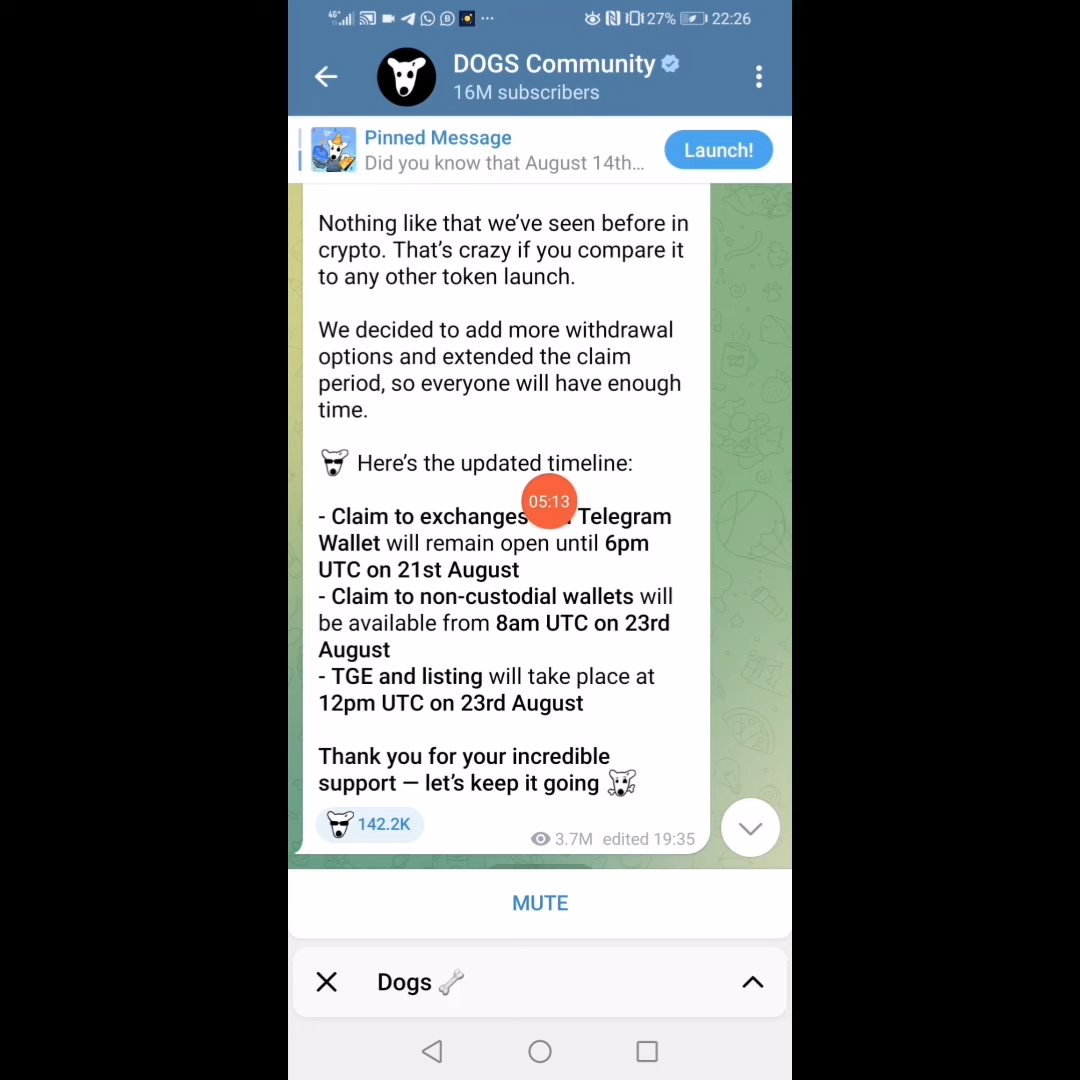 4G 27% 22:26
DOGS Community
16M subscribers
Pinned Message
Did you know that August 14th...
Launch!
Nothing like that we’ve seen before in
crypto. That’s crazy if you compare it
to any other token launch.
We decided to add more withdrawal
options and extended the claim
period, so everyone will have enough
time.
Here’s the updated timeline:
05:13
- Claim to exchanges Telegram
Wallet will remain open until 6pm
UTC on 21st August
- Claim to non-custodial wallets will
be available from 8am UTC on 23rd
August
- TGE and listing will take place at
12pm UTC on 23rd August
Thank you for your incredible
support — let’s keep it going
142.2K
3.7M edited 19:35
MUTE
Dogs